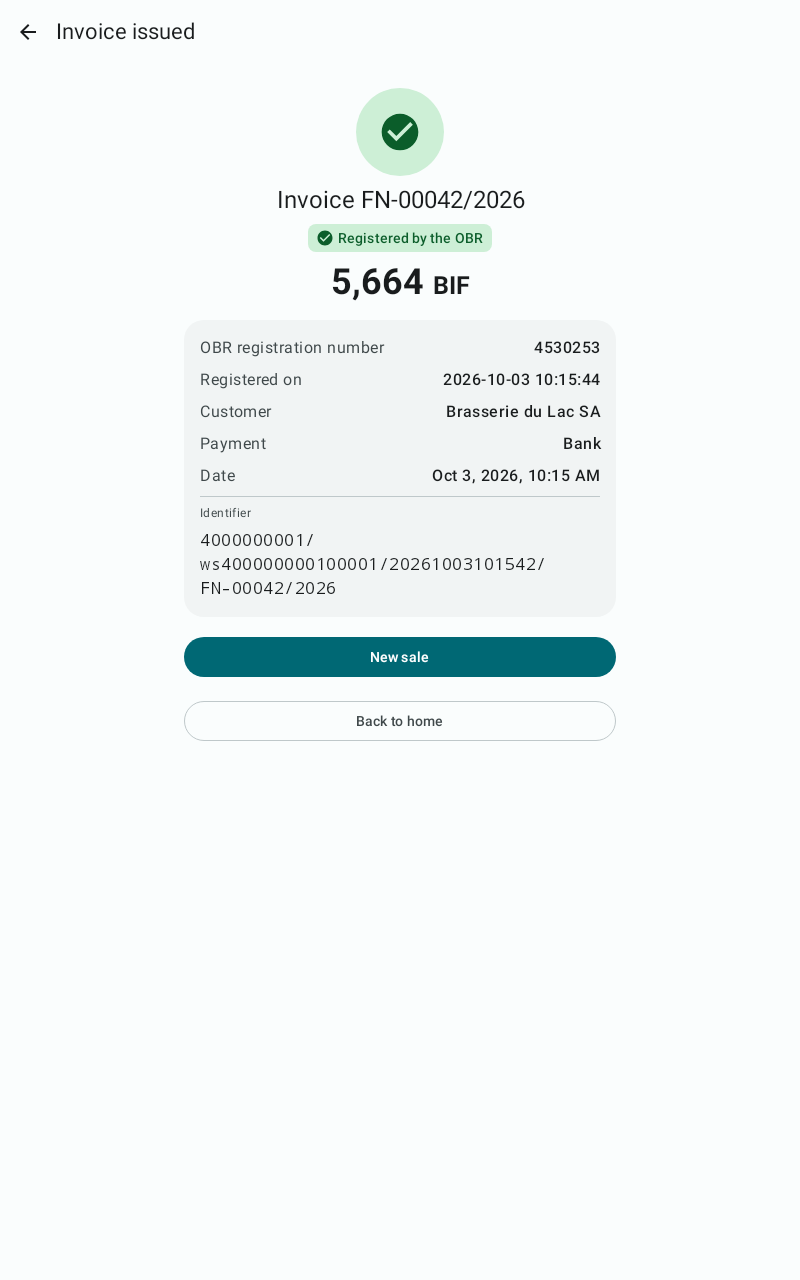 Invoice issued
Invoice FN-00042/2026
Registered by the OBR
5,664 BIF
OBR registration number 4530253
Registered on 2026-10-03 10:15:44
Customer Brasserie du Lac SA
Payment Bank
Date Oct 3, 2026, 10:15 AM
Identifier
4000000001/
ws400000000100001/20261003101542/
FN-00042/2026
New sale
Back to home